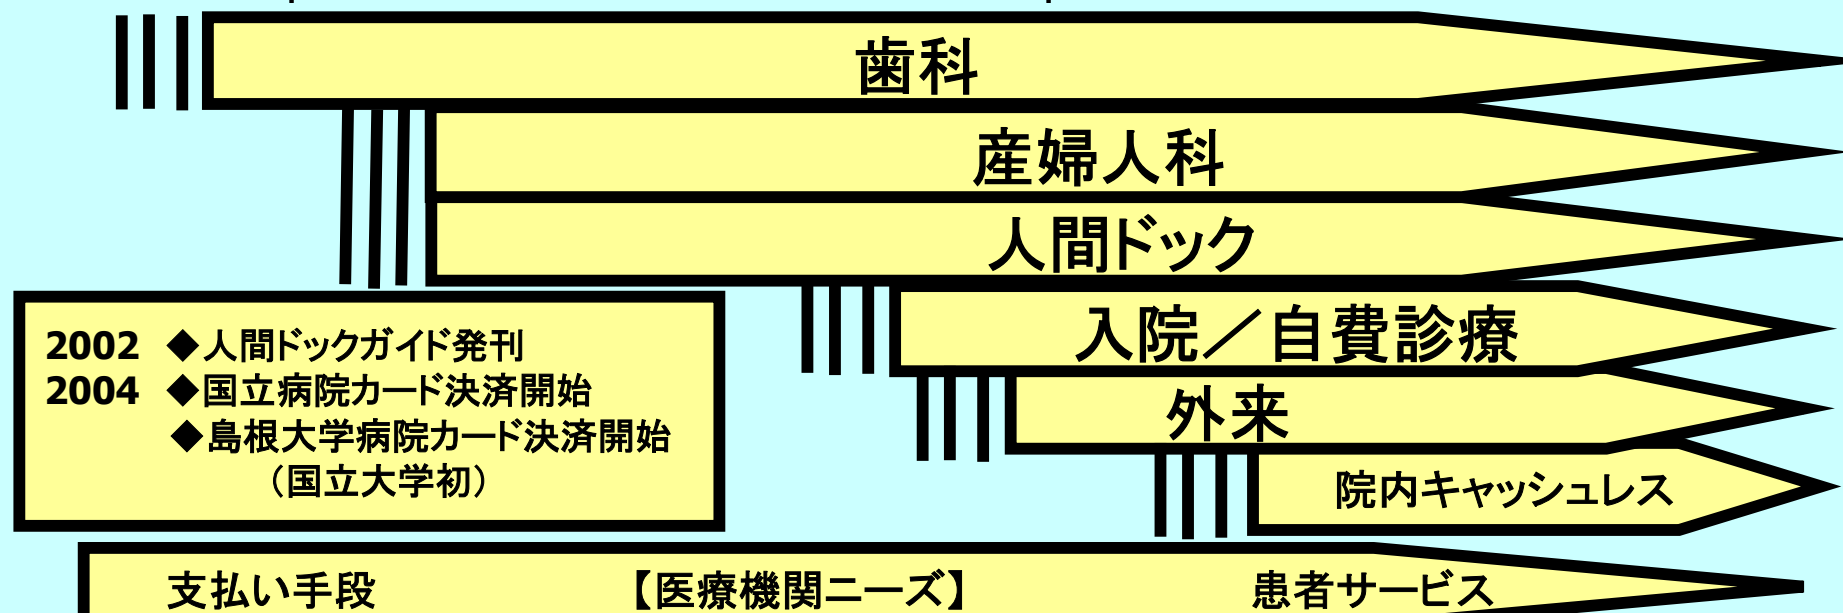 歯科
産婦人科
人間ドック
入院／自費診療
外来
院内キャッシュレス
2002 ◆人間ドックガイド発刊
2004 ◆国立病院カード決済開始
◆島根大学病院カード決済開始
（国立大学初）
支払い手段 【医療機関ニーズ】 患者サービス